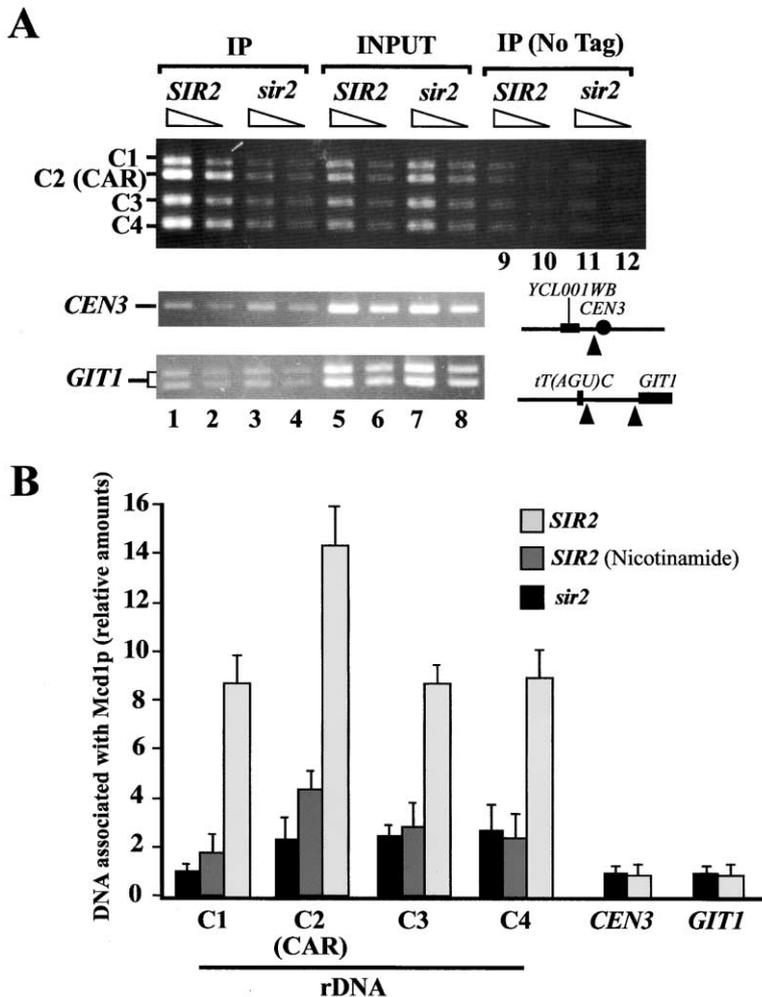 A
IP INPUT IP (No Tag)
SIR2 sir2 SIR2 sir2 SIR2 sir2
C1
C2 (CAR)
C3
C4
9 10 11 12
CEN3
YCL001WB
CEN3
GIT1
tT(AGU)C GIT1
1 2 3 4 5 6 7 8
B
DNA associated with Mcd1p (relative amounts)
16
14
12
10
8
6
4
2
0
SIR2
SIR2 (Nicotinamide)
sir2
C1 C2 C3 C4 CEN3 GIT1
(CAR)
rDNA